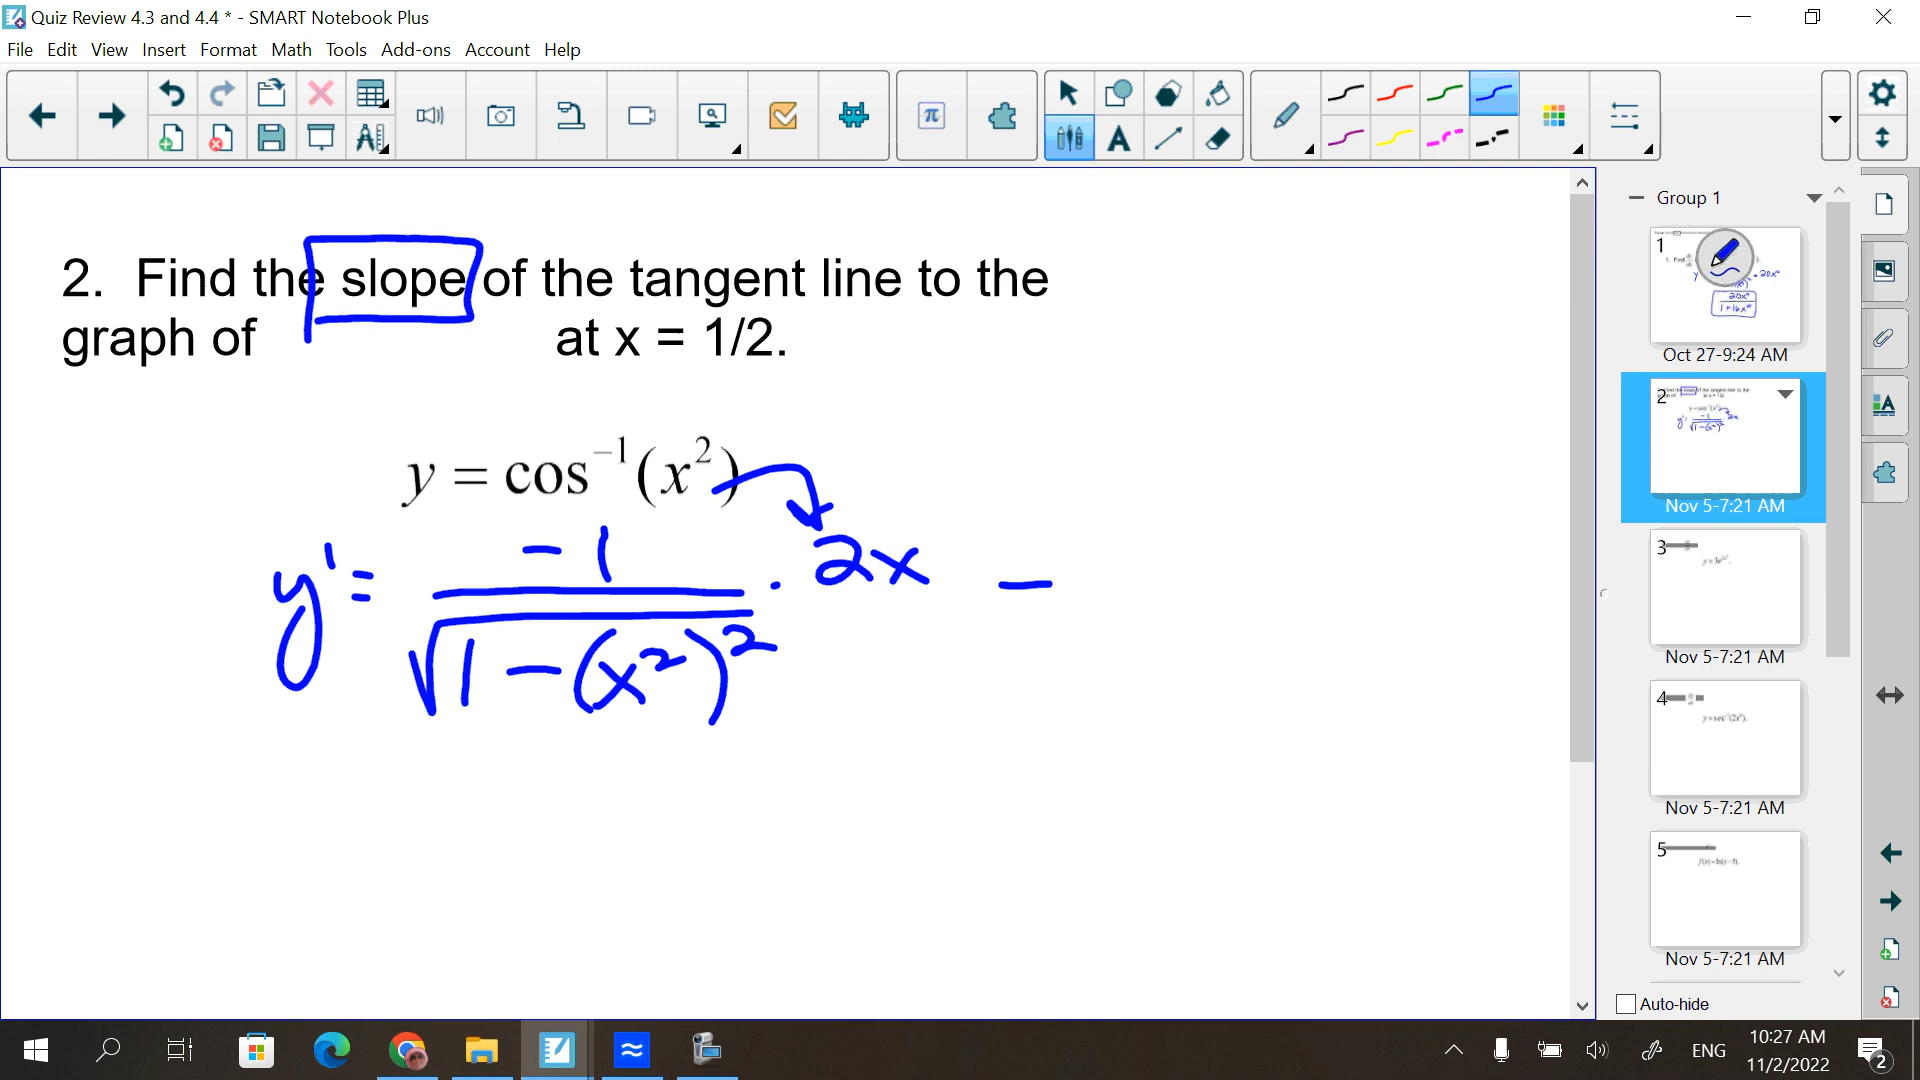 Quiz Review 4.3 and 4.4 * - SMART Notebook Plus
File Edit View Insert Format Math Tools Add-ons Account Help
2. Find the slope of the tangent line to the
graph of at x = 1/2.
y = cos⁻¹(x²)
y' = -1/√(1-(x²)²) · 2x -
Group 1
1
Oct 27-9:24 AM
2
Nov 5-7:21 AM
3
Nov 5-7:21 AM
4
Nov 5-7:21 AM
5
Nov 5-7:21 AM
Auto-hide
ENG
10:27 AM
11/2/2022
2